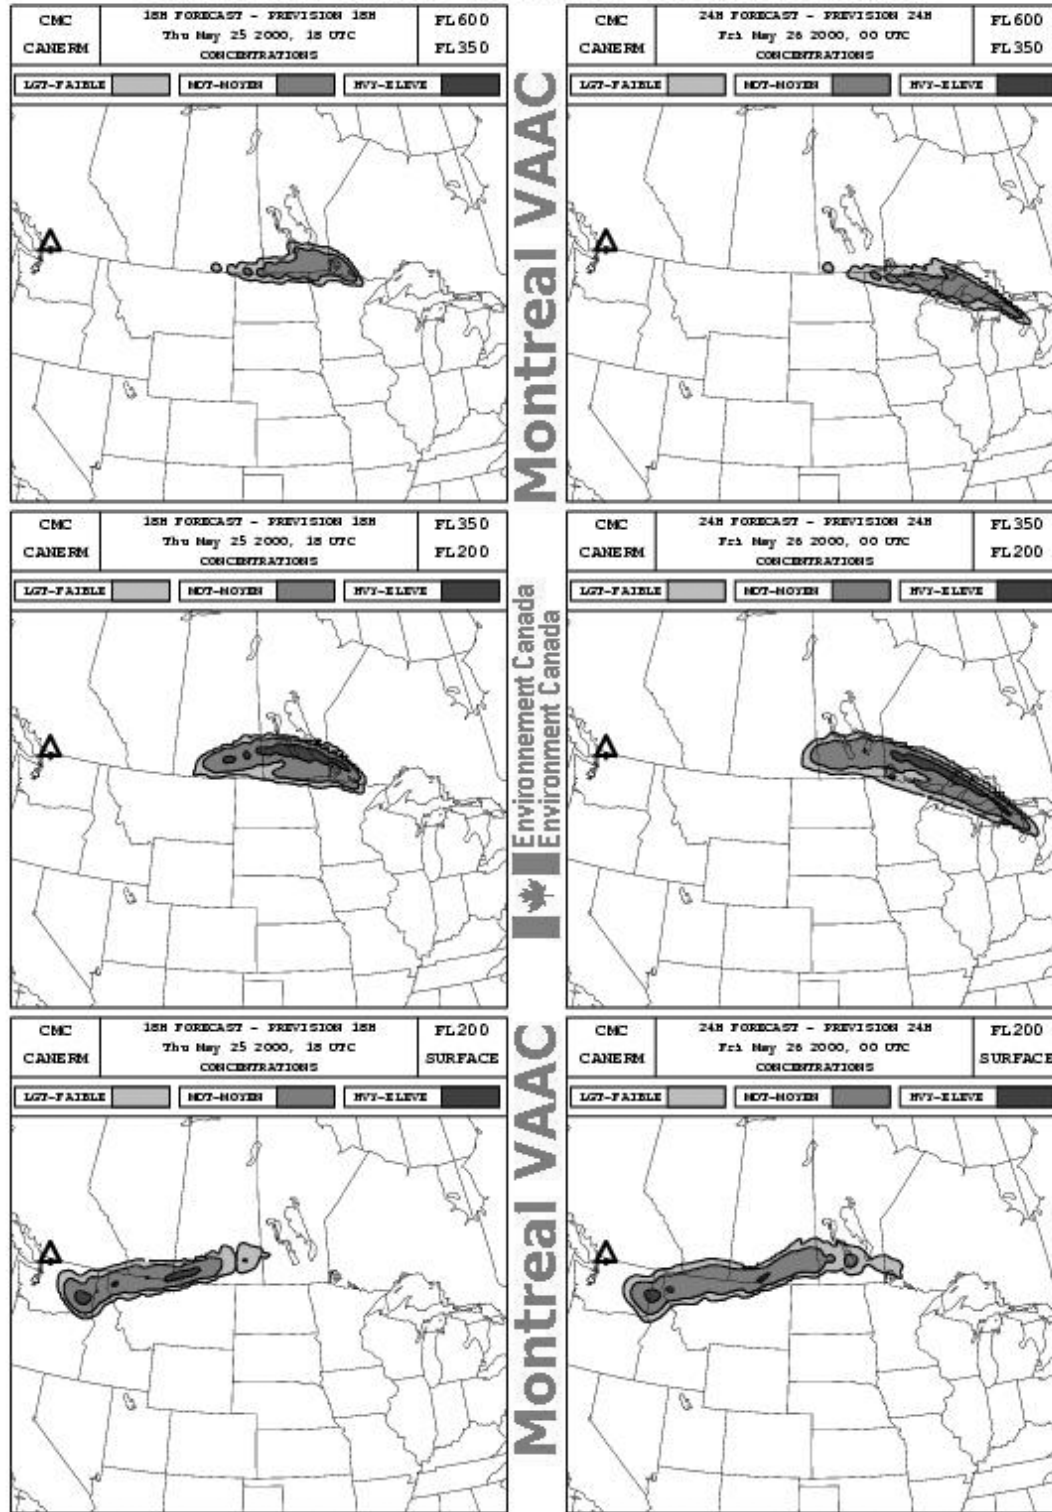 CMC
CANERM
18H FORECAST - PREVISION 18H
Thu May 25 2000, 18 UTC
CONCENTRATIONS
FL600
FL350
LGT-FAIBLE
MDT-MOYEN
HVY-ELEVE
CMC
CANERM
24H FORECAST - PREVISION 24H
Fri May 26 2000, 00 UTC
CONCENTRATIONS
FL600
FL350
LGT-FAIBLE
MDT-MOYEN
HVY-ELEVE
Montreal VAAC
CMC
CANERM
18H FORECAST - PREVISION 18H
Thu May 25 2000, 18 UTC
CONCENTRATIONS
FL350
FL200
LGT-FAIBLE
MDT-MOYEN
HVY-ELEVE
CMC
CANERM
24H FORECAST - PREVISION 24H
Fri May 26 2000, 00 UTC
CONCENTRATIONS
FL350
FL200
LGT-FAIBLE
MDT-MOYEN
HVY-ELEVE
Environnement Canada
Environment Canada
CMC
CANERM
18H FORECAST - PREVISION 18H
Thu May 25 2000, 18 UTC
CONCENTRATIONS
FL200
SURFACE
LGT-FAIBLE
MDT-MOYEN
HVY-ELEVE
CMC
CANERM
24H FORECAST - PREVISION 24H
Fri May 26 2000, 00 UTC
CONCENTRATIONS
FL200
SURFACE
LGT-FAIBLE
MDT-MOYEN
HVY-ELEVE
Montreal VAAC